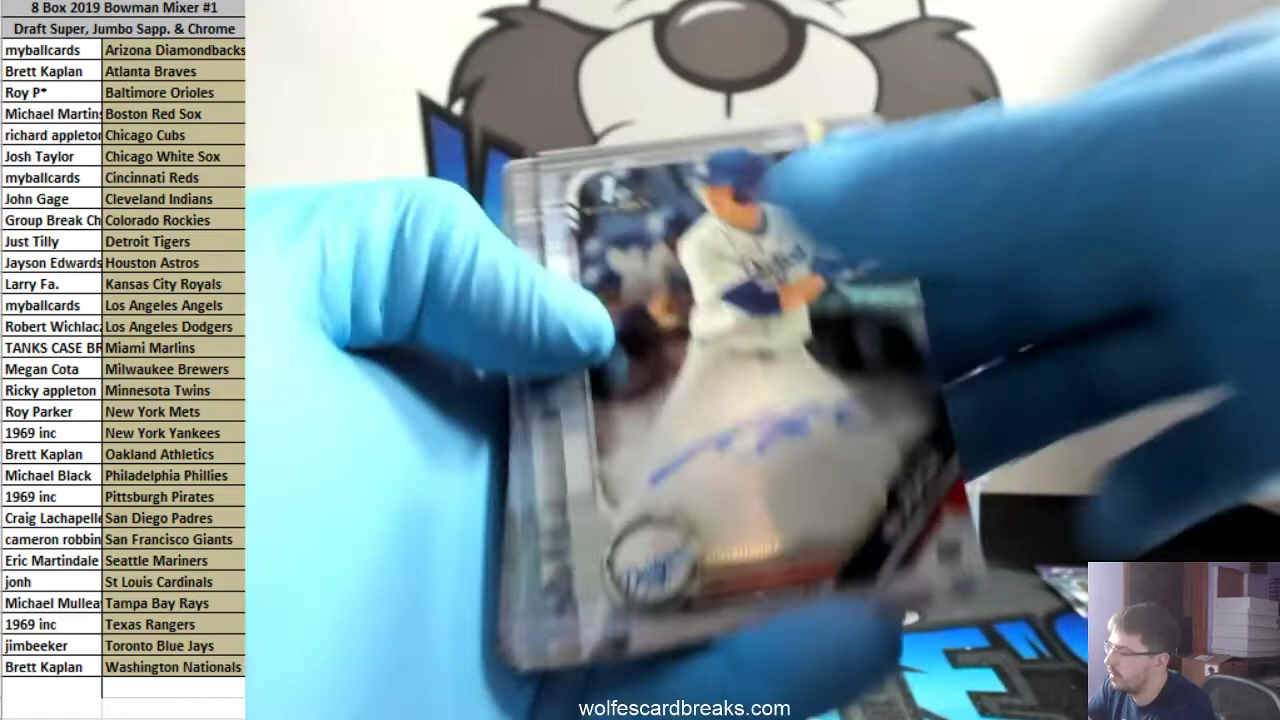 8 Box 2019 Bowman Mixer #1
Draft Super, Jumbo Sapp. & Chrome
myballcards Arizona Diamondbacks
Brett Kaplan Atlanta Braves
Roy P* Baltimore Orioles
Michael Martins Boston Red Sox
richard appleton Chicago Cubs
Josh Taylor Chicago White Sox
myballcards Cincinnati Reds
John Gage Cleveland Indians
Group Break Ch Colorado Rockies
Just Tilly Detroit Tigers
Jayson Edwards Houston Astros
Larry Fa. Kansas City Royals
myballcards Los Angeles Angels
Robert Wichlac Los Angeles Dodgers
TANKS CASE BR Miami Marlins
Megan Cota Milwaukee Brewers
Ricky appleton Minnesota Twins
Roy Parker New York Mets
1969 inc New York Yankees
Brett Kaplan Oakland Athletics
Michael Black Philadelphia Phillies
1969 inc Pittsburgh Pirates
Craig Lachapelle San Diego Padres
cameron robbin San Francisco Giants
Eric Martindale Seattle Mariners
jonh St Louis Cardinals
Michael Mullea Tampa Bay Rays
1969 inc Texas Rangers
jimbeeker Toronto Blue Jays
Brett Kaplan Washington Nationals
wolfescardbreaks.com